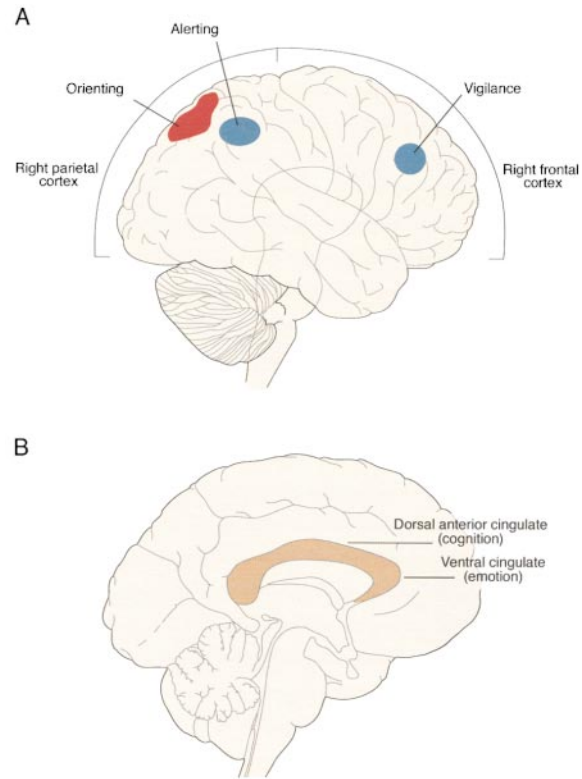 A
Alerting
Orienting
Vigilance
Right parietal
cortex
Right frontal
cortex
B
Dorsal anterior cingulate
(cognition)
Ventral cingulate
(emotion)